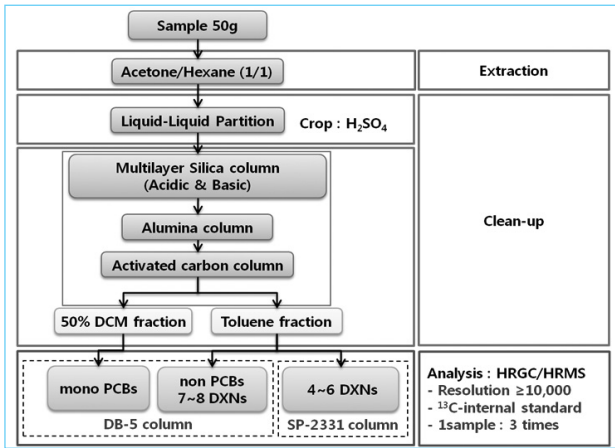 Sample 50g
Acetone/Hexane (1/1)
Extraction
Liquid-Liquid Partition
Crop : H₂SO₄
Multilayer Silica column
(Acidic & Basic)
Alumina column
Activated carbon column
Clean-up
50% DCM fraction
Toluene fraction
mono PCBs
non PCBs
7~8 DXNs
4~6 DXNs
DB-5 column
SP-2331 column
Analysis : HRGC/HRMS
- Resolution ≥10,000
- ¹³C-internal standard
- 1sample : 3 times